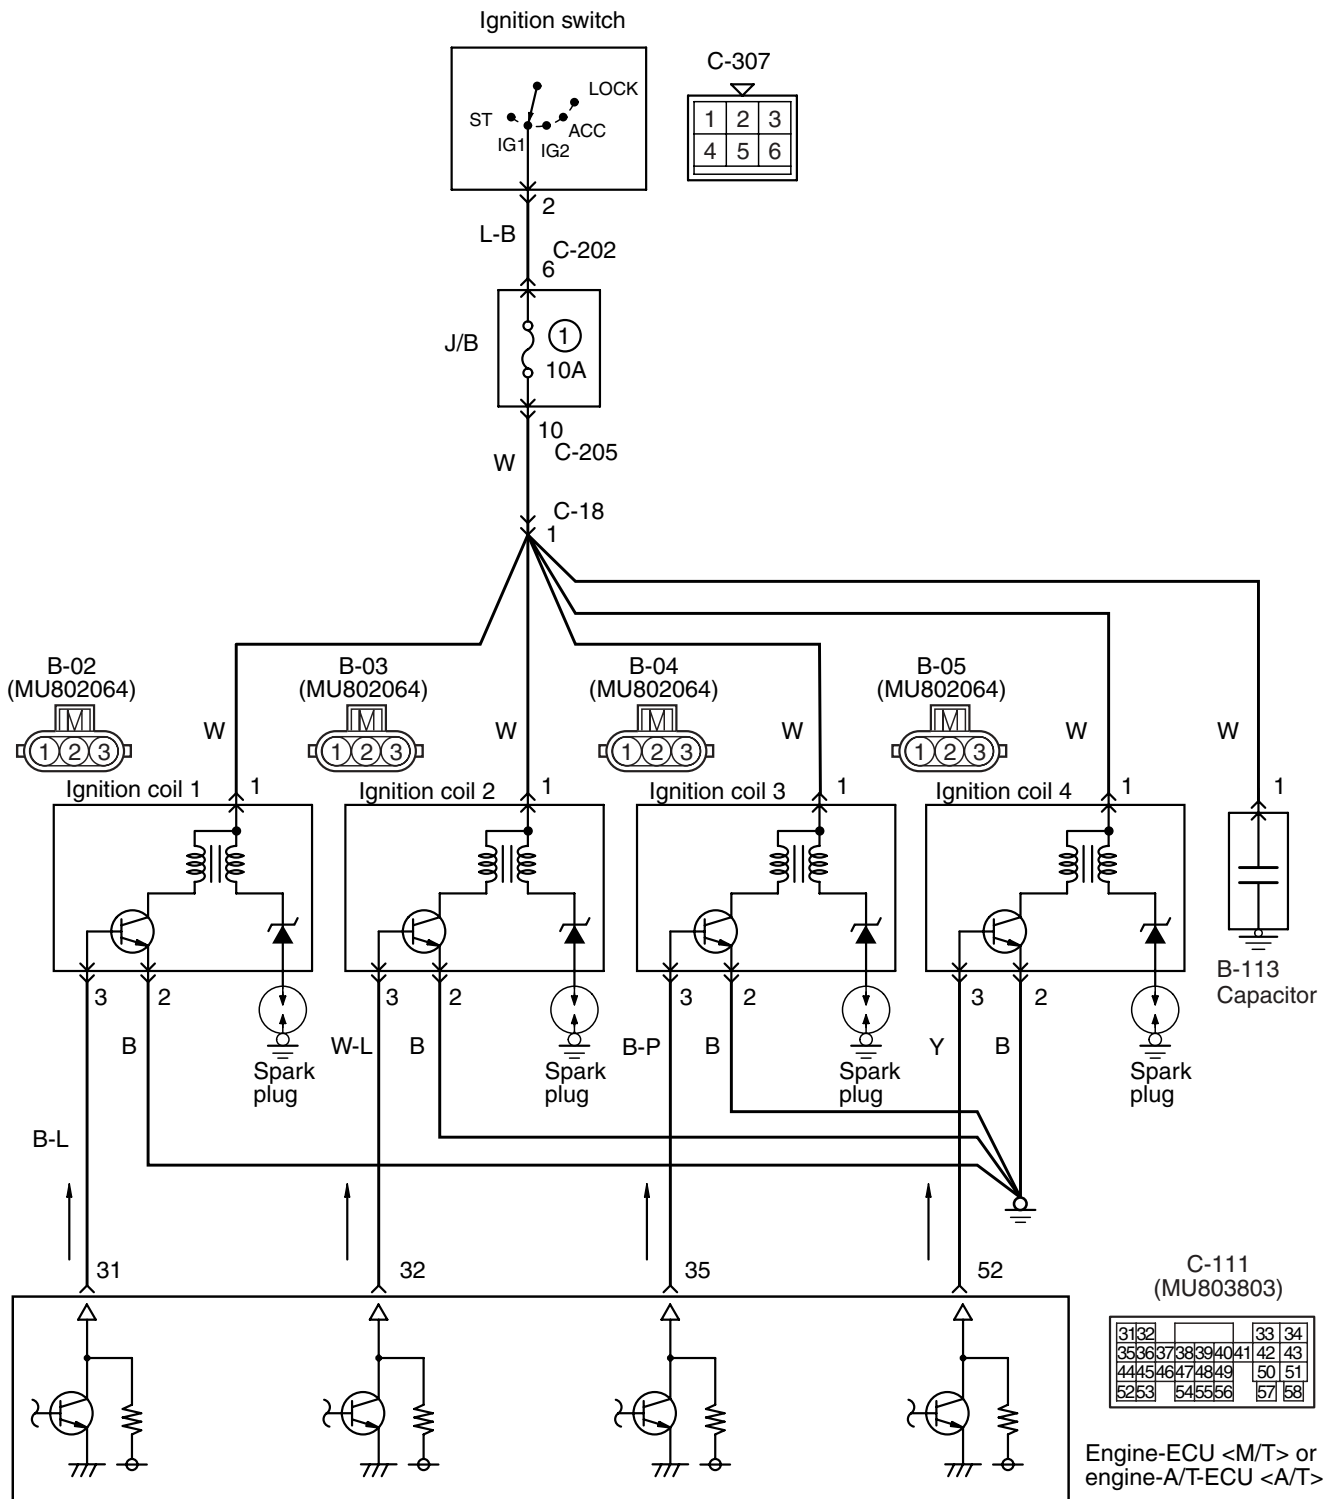 Ignition switch
C-307
LOCK
ST
ACC
IG1
IG2
1 2 3
4 5 6
2
L-B
C-202
6
J/B
1
10A
10
C-205
W
C-18
1
B-02
(MU802064)
1 2 3
B-03
(MU802064)
1 2 3
B-04
(MU802064)
1 2 3
B-05
(MU802064)
1 2 3
W
W
W
W
W
Ignition coil 1
1
Ignition coil 2
1
Ignition coil 3
1
Ignition coil 4
1
1
B-113
Capacitor
3
2
3
2
3
2
3
2
B
W-L
B
B-P
B
Y
B
Spark
plug
Spark
plug
Spark
plug
Spark
plug
B-L
31
32
35
52
C-111
(MU803803)
31 32 33 34
35 36 37 38 39 40 41 42 43
44 45 46 47 48 49 50 51
52 53 54 55 56 57 58
Engine-ECU <M/T> or
engine-A/T-ECU <A/T>